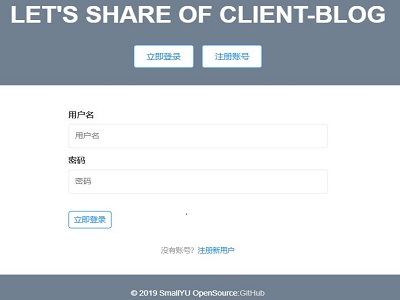 LET'S SHARE OF CLIENT-BLOG
立即登录 注册账号
用户名
用户名
密码
密码
立即登录
没有账号? 注册新用户
© 2019 SmallYU OpenSource:GitHub